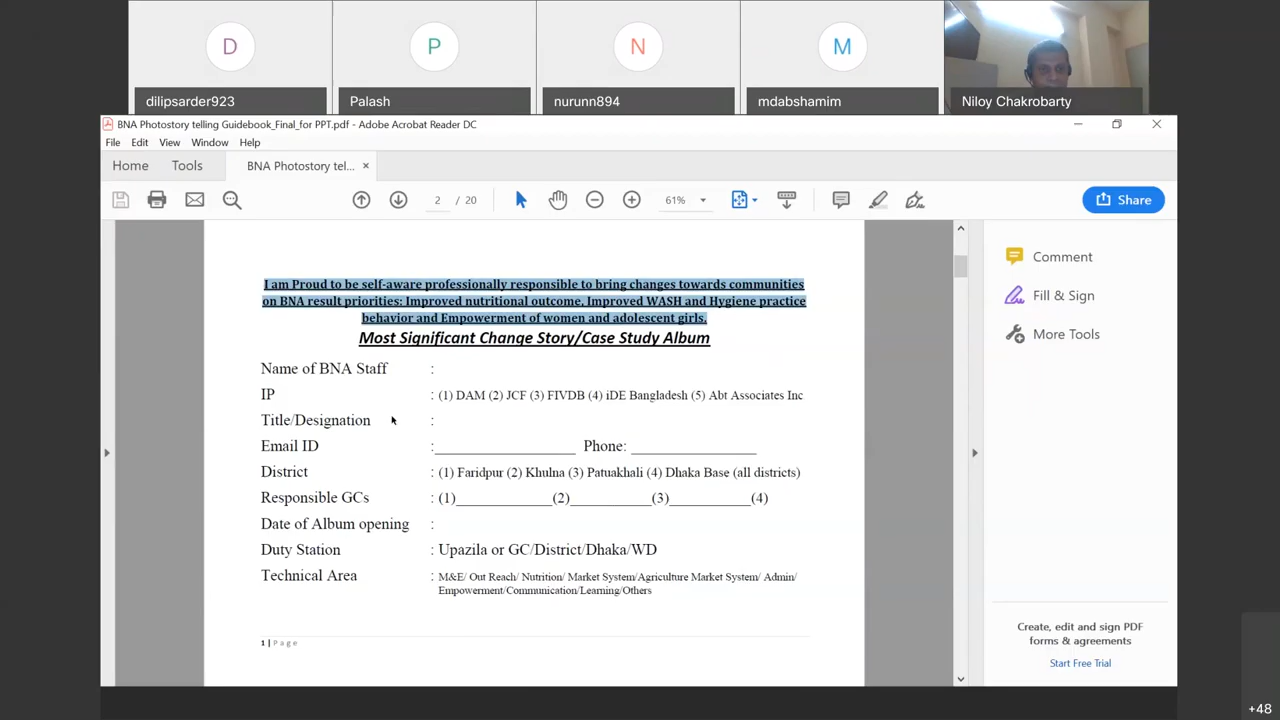 D
P
N
M
dilipsarder923
Palash
nurunn894
mdabshamim
Niloy Chakrobarty
BNA Photostory telling Guidebook_Final_for PPT.pdf - Adobe Acrobat Reader DC
File Edit View Window Help
Home Tools BNA Photostory tel... ×
2 / 20 61% Share
I am Proud to be self-aware professionally responsible to bring changes towards communities
on BNA result priorities: Improved nutritional outcome, Improved WASH and Hygiene practice
behavior and Empowerment of women and adolescent girls.
Most Significant Change Story/Case Study Album
Name of BNA Staff :
IP : (1) DAM (2) JCF (3) FIVDB (4) iDE Bangladesh (5) Abt Associates Inc
Title/Designation :
Email ID :__________________ Phone: ________________
District : (1) Faridpur (2) Khulna (3) Patuakhali (4) Dhaka Base (all districts)
Responsible GCs : (1)____________(2)__________(3)__________(4)
Date of Album opening :
Duty Station : Upazila or GC/District/Dhaka/WD
Technical Area : M&E/ Out Reach/ Nutrition/ Market System/Agriculture Market System/ Admin/
Empowerment/Communication/Learning/Others
1 | Page
Comment
Fill & Sign
More Tools
Create, edit and sign PDF
forms & agreements
Start Free Trial
+48